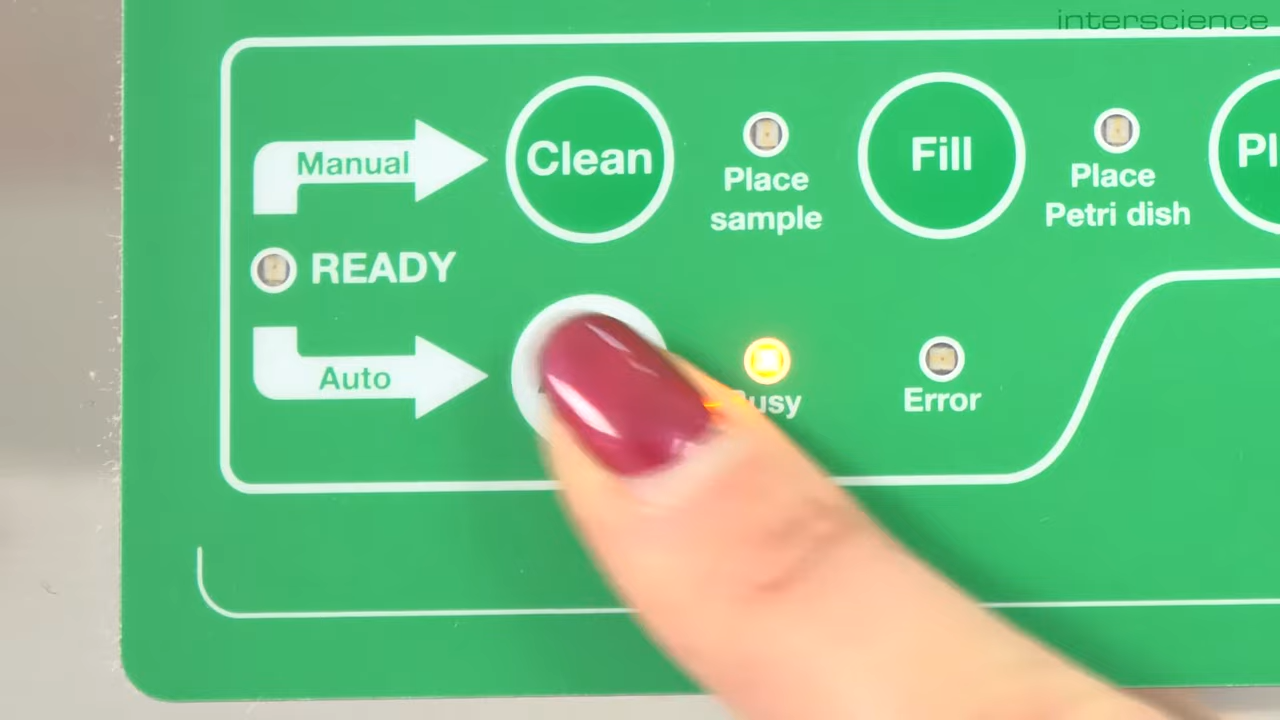 interscience
Manual
Clean
Place
sample
Fill
Place
Petri dish
READY
Auto
Error